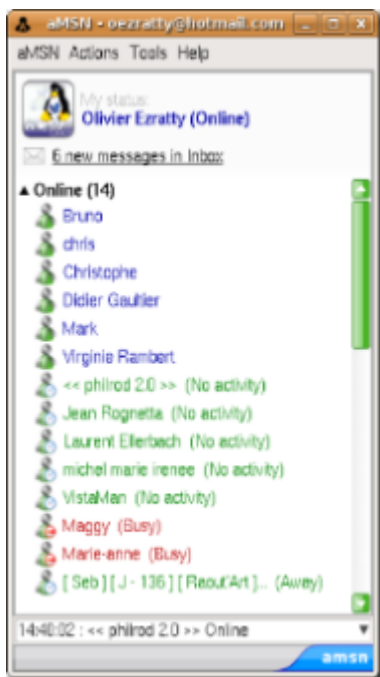 aMSN - oezratty@hotmail.com
aMSN Actions Tools Help
My status:
Olivier Ezratty (Online)
6 new messages in Inbox
Online (14)
Bruno
chris
Christophe
Didier Gaultier
Mark
Virginie Rambert
<< philrod 2.0 >> (No activity)
Jean Rognetta (No activity)
Laurent Ellerbach (No activity)
michel marie irenee (No activity)
VistaMan (No activity)
Maggy (Busy)
Marie-anne (Busy)
[ Seb ] [ J - 136 ] [ Raout'Art ]... (Away)
14:40:02 : << philrod 2.0 >> Online
amsn